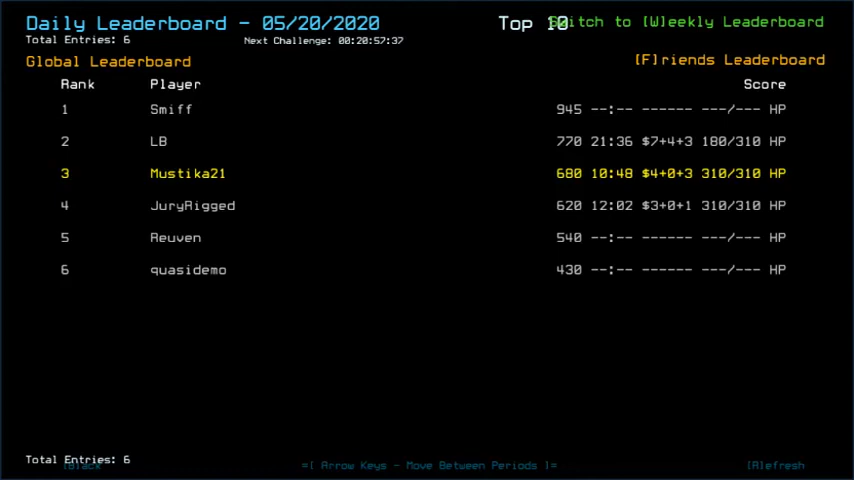 Daily Leaderboard - 05/20/2020 Top 10 Switch to [W]eekly Leaderboard
Total Entries: 6 Next Challenge: 00:20:57:37
Global Leaderboard [F]riends Leaderboard
Rank Player Score
1 Smiff 945 --:-- ------ ---/--- HP
2 LB 770 21:36 $7+4+3 180/310 HP
3 Mustika21 680 10:48 $4+0+3 310/310 HP
4 JuryRigged 620 12:02 $3+0+1 310/310 HP
5 Reuven 540 --:-- ------ ---/--- HP
6 quasidemo 430 --:-- ------ ---/--- HP
Total Entries: 6
[B]ack =[ Arrow Keys - Move Between Periods ]= [R]efresh